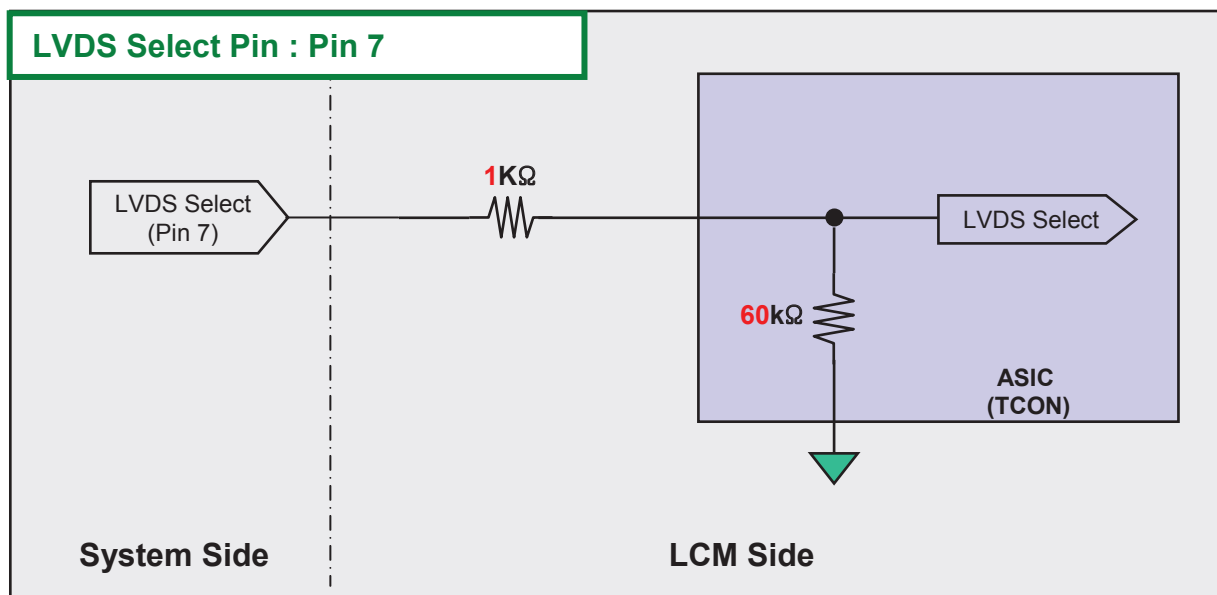 LVDS Select Pin : Pin 7
1KΩ
LVDS Select
(Pin 7)
LVDS Select
60kΩ
ASIC
(TCON)
System Side
LCM Side